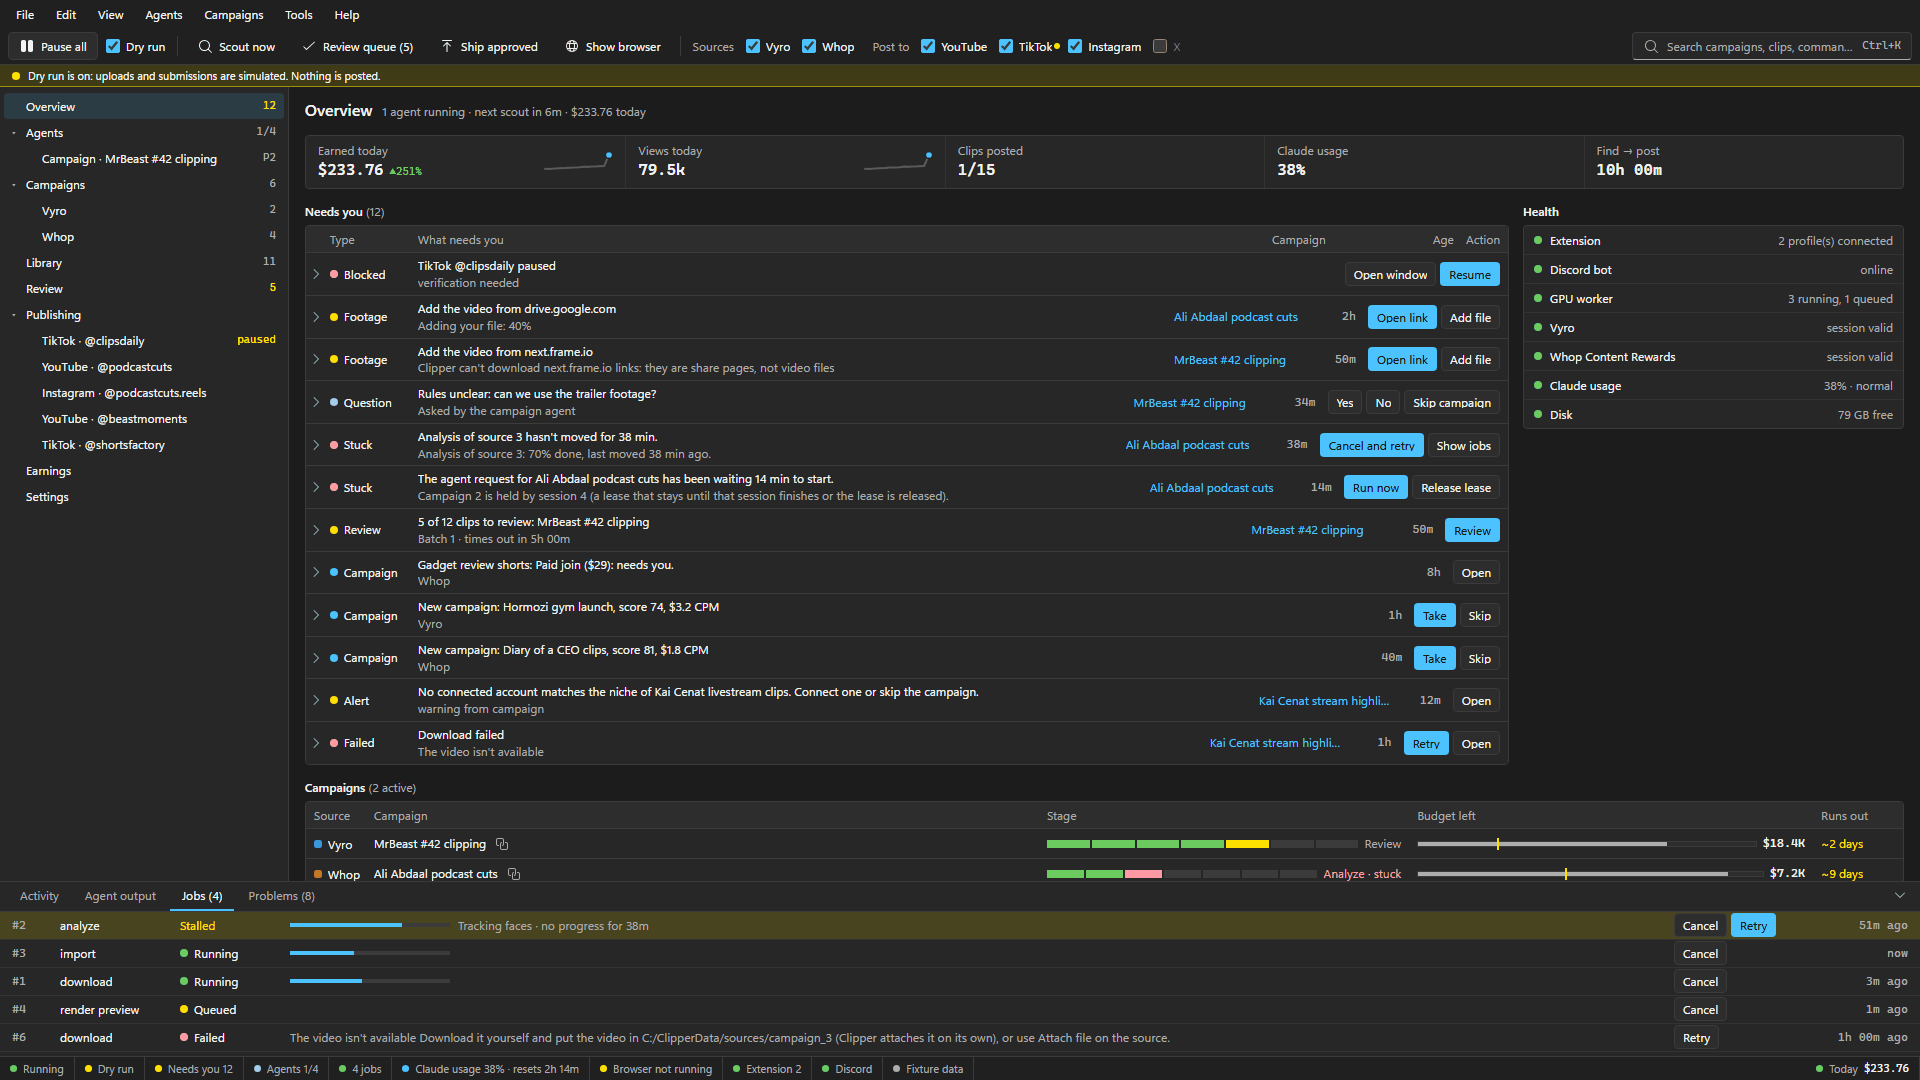 File Edit View Agents Campaigns Tools Help
Pause all Dry run Scout now Review queue (5) Ship approved Show browser Sources Vyro Whop Post to YouTube TikTok Instagram X Search campaigns, clips, comman... Ctrl+K
Dry run is on: uploads and submissions are simulated. Nothing is posted.
Overview 12
Agents 1/4
Campaign · MrBeast #42 clipping P2
Campaigns 6
Vyro 2
Whop 4
Library 11
Review 5
Publishing
TikTok · @clipsdaily paused
YouTube · @podcastcuts
Instagram · @podcastcuts.reels
YouTube · @beastmoments
TikTok · @shortsfactory
Earnings
Settings
Overview 1 agent running · next scout in 6m · $233.76 today
Earned today
$233.76 ▲251%
Views today
79.5k
Clips posted
1/15
Claude usage
38%
Find → post
10h 00m
Needs you (12)
Type What needs you Campaign Age Action
Blocked TikTok @clipsdaily paused Open window Resume
verification needed
Footage Add the video from drive.google.com Ali Abdaal podcast cuts 2h Open link Add file
Adding your file: 40%
Footage Add the video from next.frame.io MrBeast #42 clipping 50m Open link Add file
Clipper can't download next.frame.io links: they are share pages, not video files
Question Rules unclear: can we use the trailer footage? MrBeast #42 clipping 34m Yes No Skip campaign
Asked by the campaign agent
Stuck Analysis of source 3 hasn't moved for 38 min. Ali Abdaal podcast cuts 38m Cancel and retry Show jobs
Analysis of source 3: 70% done, last moved 38 min ago.
Stuck The agent request for Ali Abdaal podcast cuts has been waiting 14 min to start. Ali Abdaal podcast cuts 14m Run now Release lease
Campaign 2 is held by session 4 (a lease that stays until that session finishes or the lease is released).
Review 5 of 12 clips to review: MrBeast #42 clipping MrBeast #42 clipping 50m Review
Batch 1 · times out in 5h 00m
Campaign Gadget review shorts: Paid join ($29): needs you. 8h Open
Whop
Campaign New campaign: Hormozi gym launch, score 74, $3.2 CPM 1h Take Skip
Vyro
Campaign New campaign: Diary of a CEO clips, score 81, $1.8 CPM 40m Take Skip
Whop
Alert No connected account matches the niche of Kai Cenat livestream clips. Connect one or skip the campaign. Kai Cenat stream highli... 12m Open
warning from campaign
Failed Download failed Kai Cenat stream highli... 1h Retry Open
The video isn't available
Health
Extension 2 profile(s) connected
Discord bot online
GPU worker 3 running, 1 queued
Vyro session valid
Whop Content Rewards session valid
Claude usage 38% · normal
Disk 79 GB free
Campaigns (2 active)
Source Campaign Stage Budget left Runs out
Vyro MrBeast #42 clipping Review $18.4K ~2 days
Whop Ali Abdaal podcast cuts Analyze · stuck $7.2K ~9 days
Activity Agent output Jobs (4) Problems (8)
#2 analyze Stalled Tracking faces · no progress for 38m Cancel Retry 51m ago
#3 import Running Cancel now
#1 download Running Cancel 3m ago
#4 render preview Queued Cancel 1m ago
#6 download Failed The video isn't available Download it yourself and put the video in C:/ClipperData/sources/campaign_3 (Clipper attaches it on its own), or use Attach file on the source. Retry 1h 00m ago
Running Dry run Needs you 12 Agents 1/4 4 jobs Claude usage 38% · resets 2h 14m Browser not running Extension 2 Discord Fixture data Today $233.76